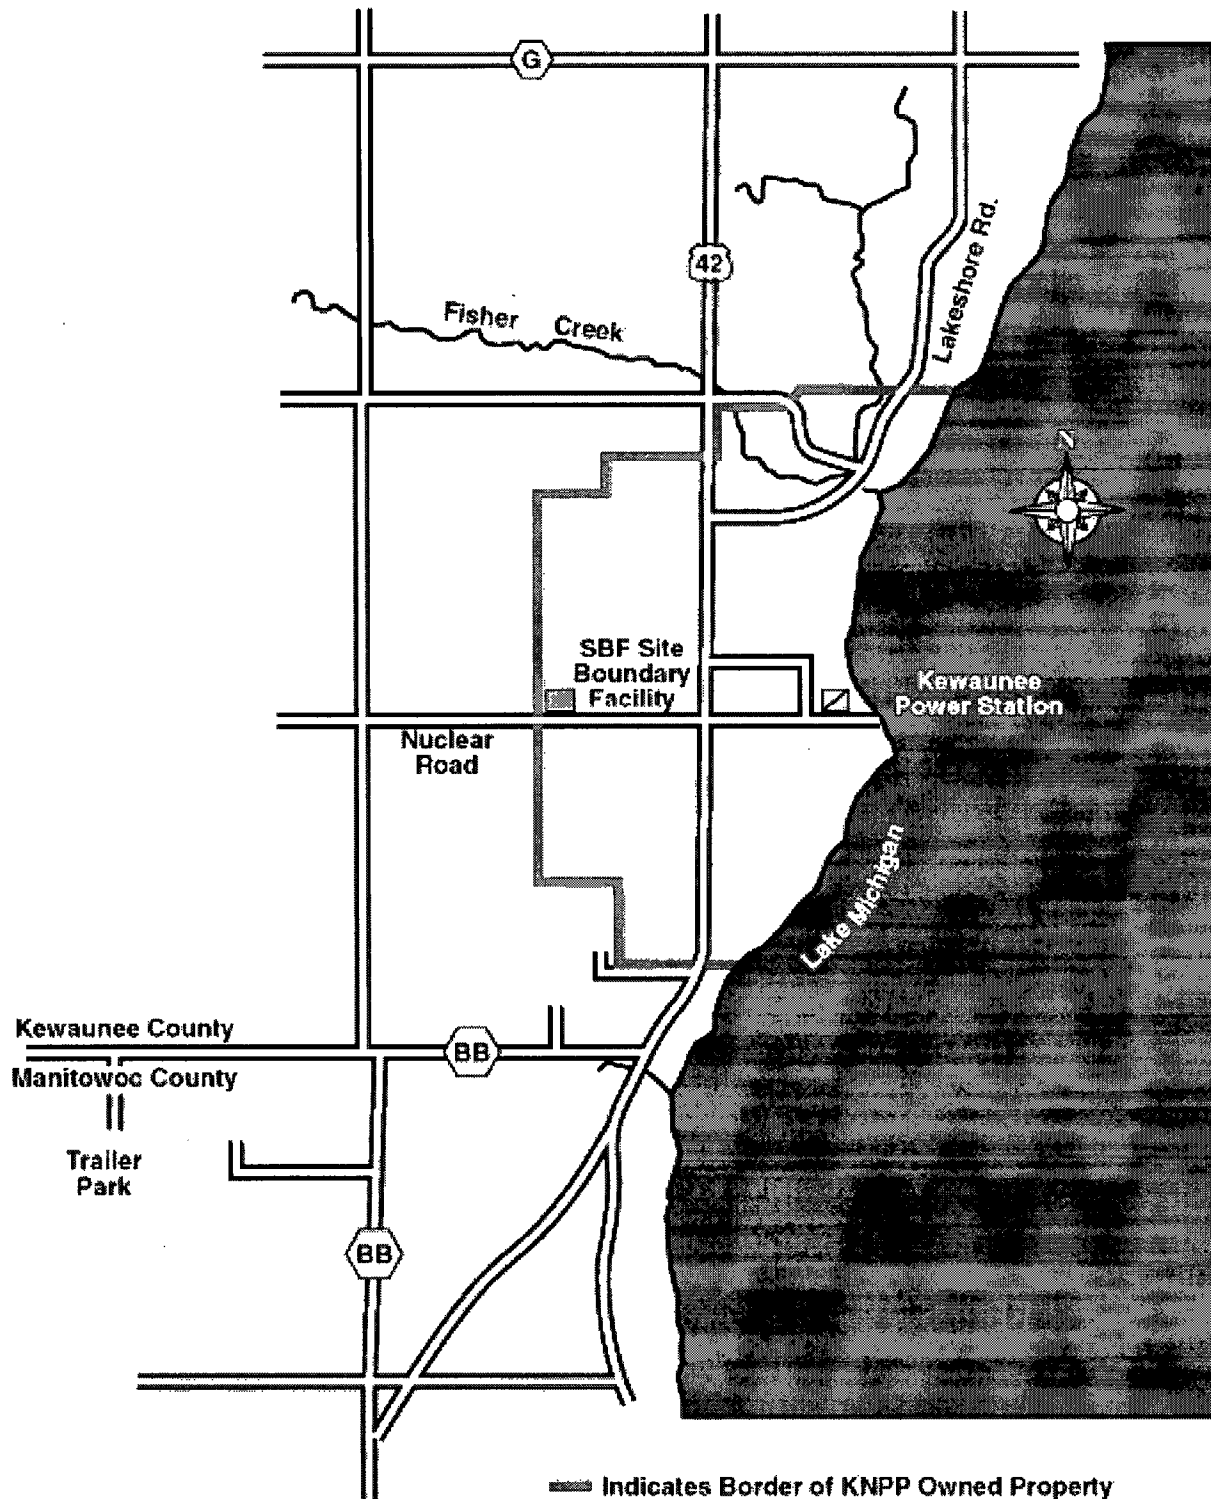 G
42
Lakeshore Rd.
Fisher Creek
N
SBF Site
Boundary
Facility
Kewaunee
Power Station
Nuclear
Road
Lake Michigan
Kewaunee County
BB
Manitowoc County
Trailer
Park
BB
Indicates Border of KNPP Owned Property